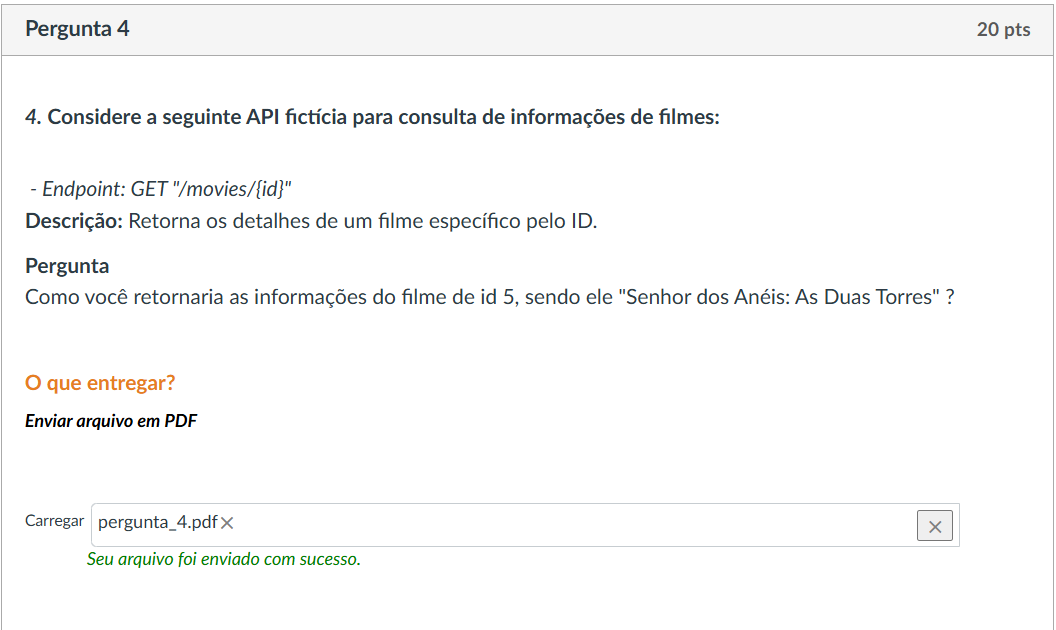 Pergunta 4
20 pts
4. Considere a seguinte API fictícia para consulta de informações de filmes:
- Endpoint: GET "/movies/{id}"
Descrição: Retorna os detalhes de um filme específico pelo ID.
Pergunta
Como você retornaria as informações do filme de id 5, sendo ele "Senhor dos Anéis: As Duas Torres" ?
O que entregar?
Enviar arquivo em PDF
Carregar pergunta_4.pdf
Seu arquivo foi enviado com sucesso.